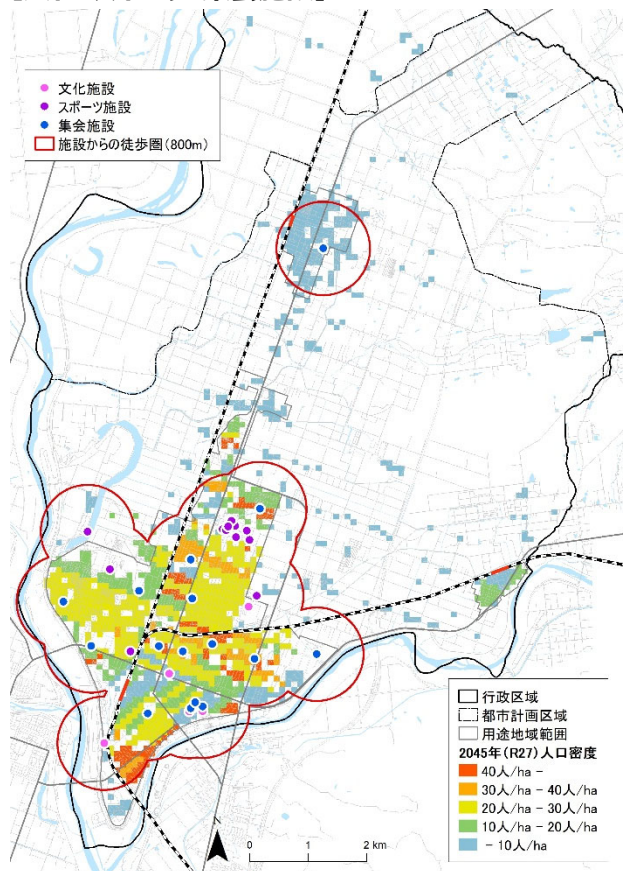 文化施設
スポーツ施設
集会施設
施設からの徒歩圏(800m)
行政区域
都市計画区域
用途地域範囲
2045年(R27)人口密度
40人/ha -
30人/ha - 40人/ha
20人/ha - 30人/ha
10人/ha - 20人/ha
- 10人/ha
N
0 1 2 km